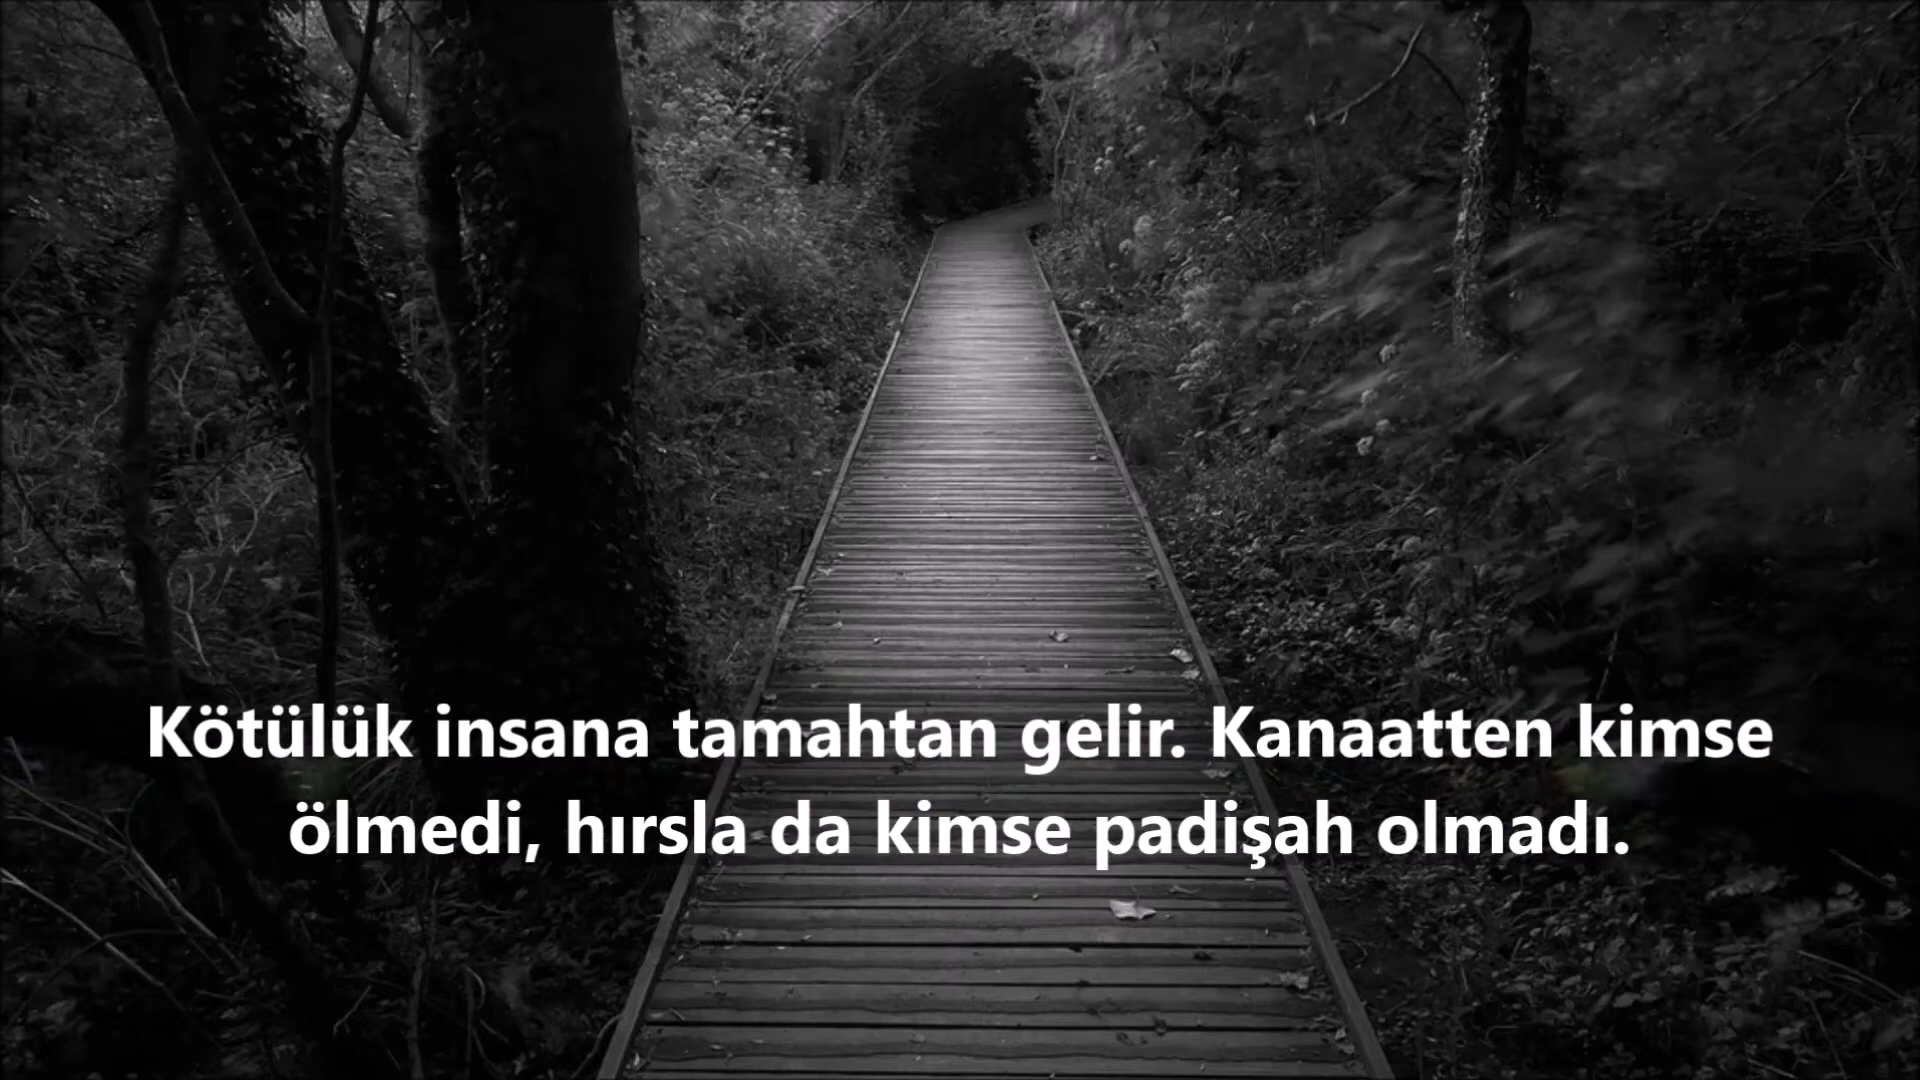 Kötülük insana tamahtan gelir. Kanaatten kimse
ölmedi, hırsla da kimse padişah olmadı.